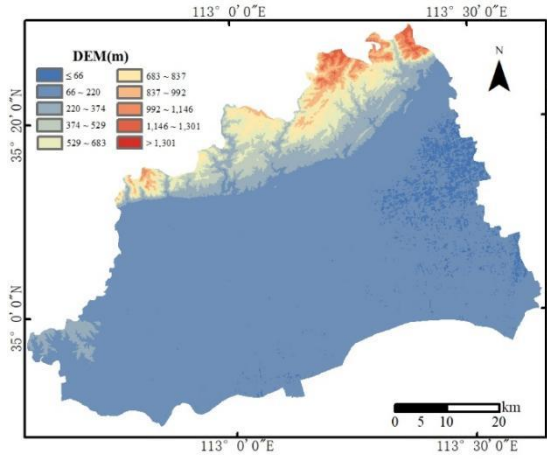 113° 0′ 0″E 113° 30′ 0″E
DEM(m)
≤ 66 683 ~ 837
66 ~ 220 837 ~ 992
220 ~ 374 992 ~ 1,146
374 ~ 529 1,146 ~ 1,301
529 ~ 683 > 1,301
N
35° 20′ 0″N
35° 0′ 0″N
km
0 5 10 20
113° 0′ 0″E 113° 30′ 0″E